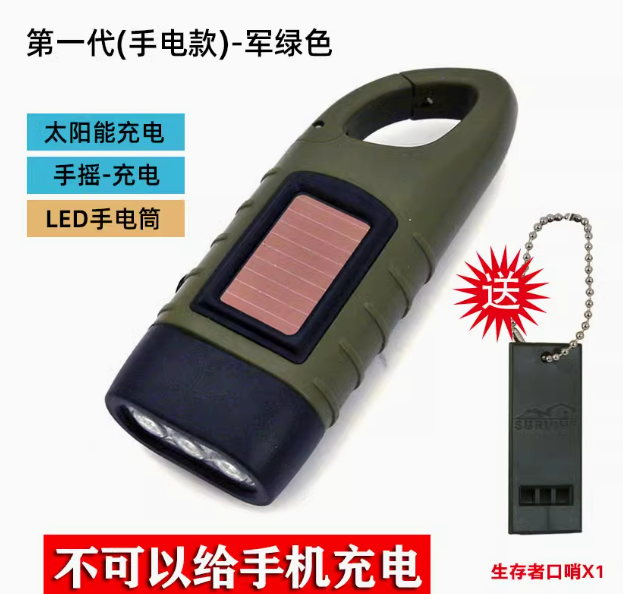 第一代(手电款)-军绿色
太阳能充电
手摇-充电
LED手电筒
送
不可以给手机充电
生存者口哨X1